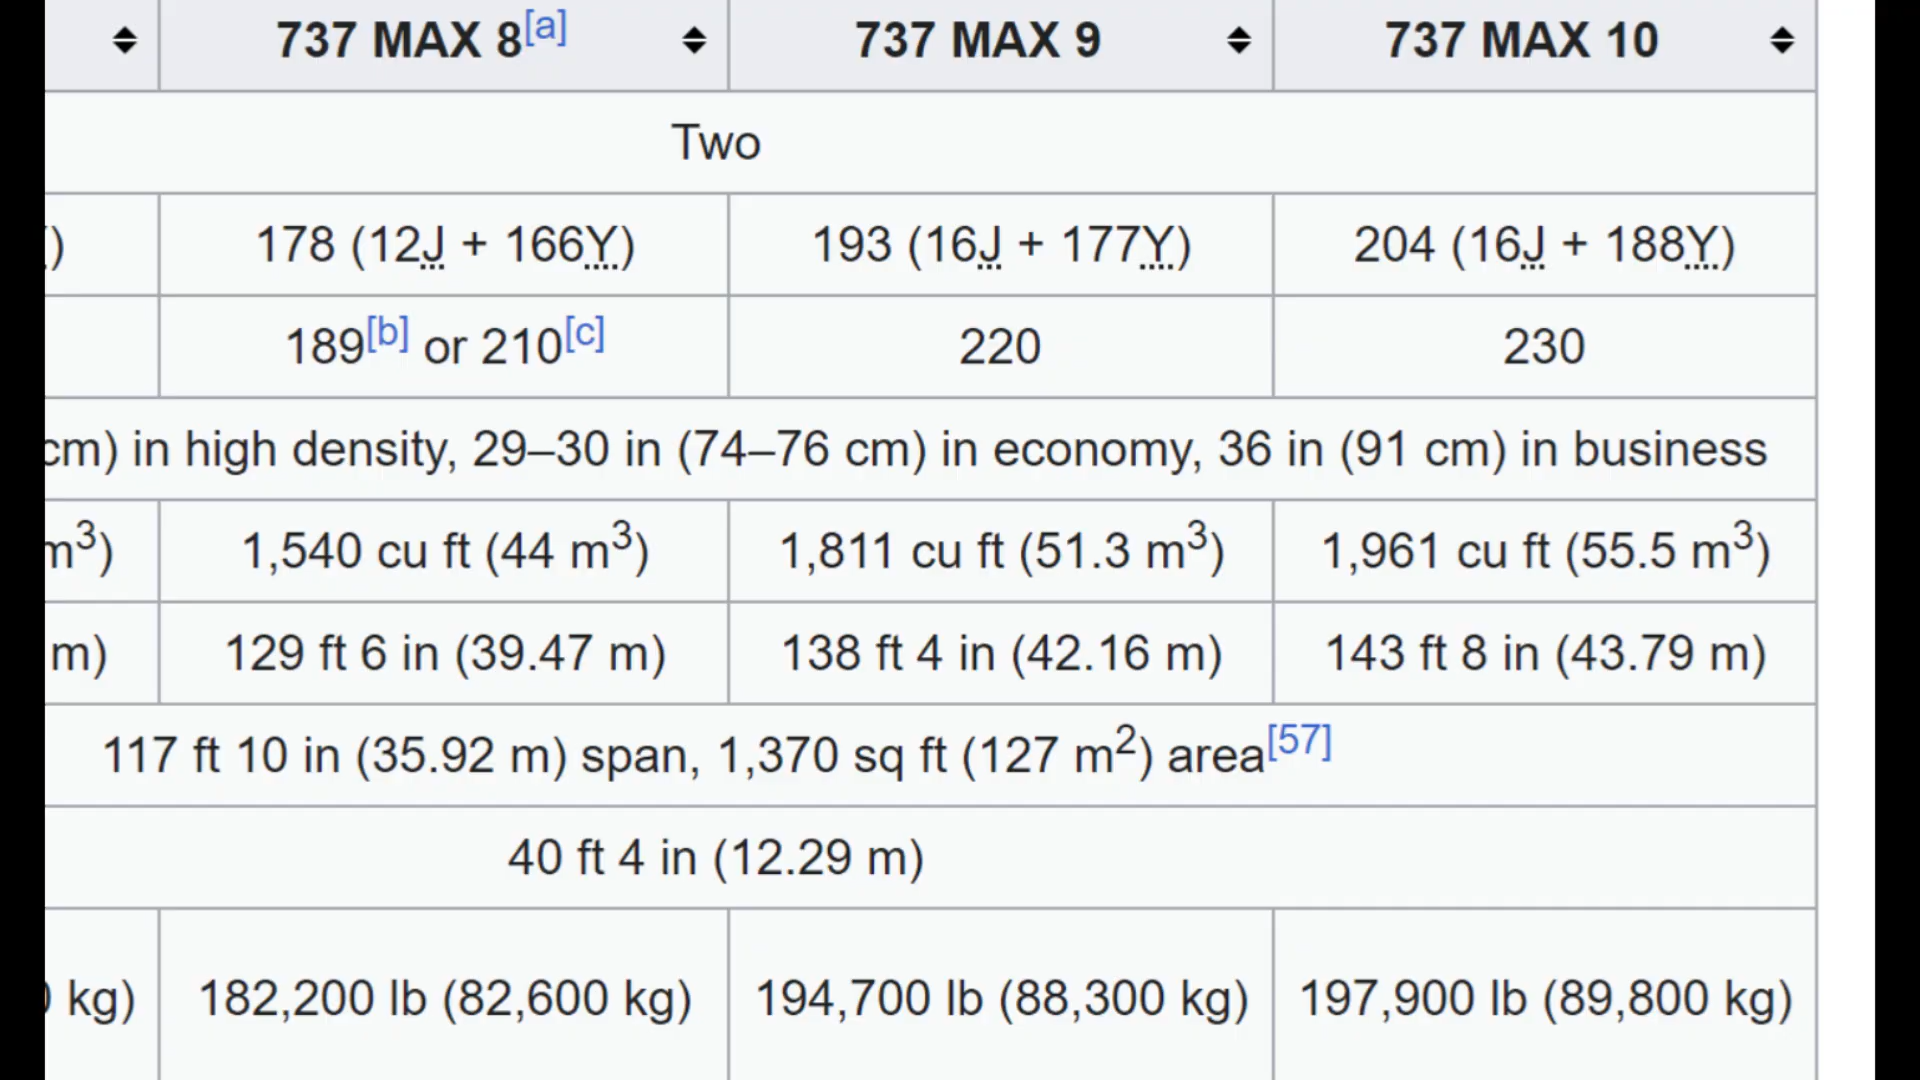 737 MAX 8[a] 737 MAX 9 737 MAX 10
Two
) 178 (12J + 166Y) 193 (16J + 177Y) 204 (16J + 188Y)
189[b] or 210[c] 220 230
cm) in high density, 29–30 in (74–76 cm) in economy, 36 in (91 cm) in business
m³) 1,540 cu ft (44 m³) 1,811 cu ft (51.3 m³) 1,961 cu ft (55.5 m³)
m) 129 ft 6 in (39.47 m) 138 ft 4 in (42.16 m) 143 ft 8 in (43.79 m)
117 ft 10 in (35.92 m) span, 1,370 sq ft (127 m²) area[57]
40 ft 4 in (12.29 m)
kg) 182,200 lb (82,600 kg) 194,700 lb (88,300 kg) 197,900 lb (89,800 kg)